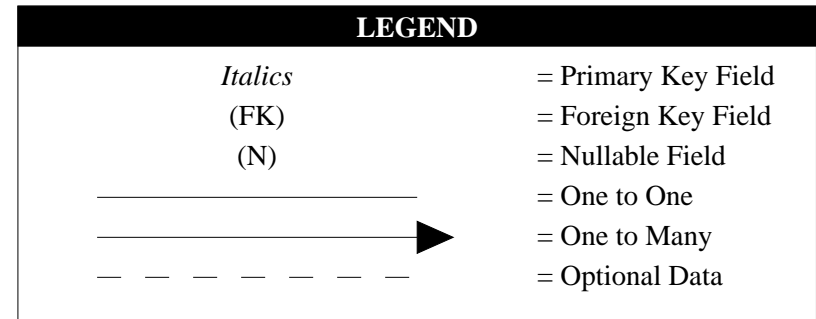 LEGEND
Italics = Primary Key Field
(FK) = Foreign Key Field
(N) = Nullable Field
= One to One
= One to Many
= Optional Data